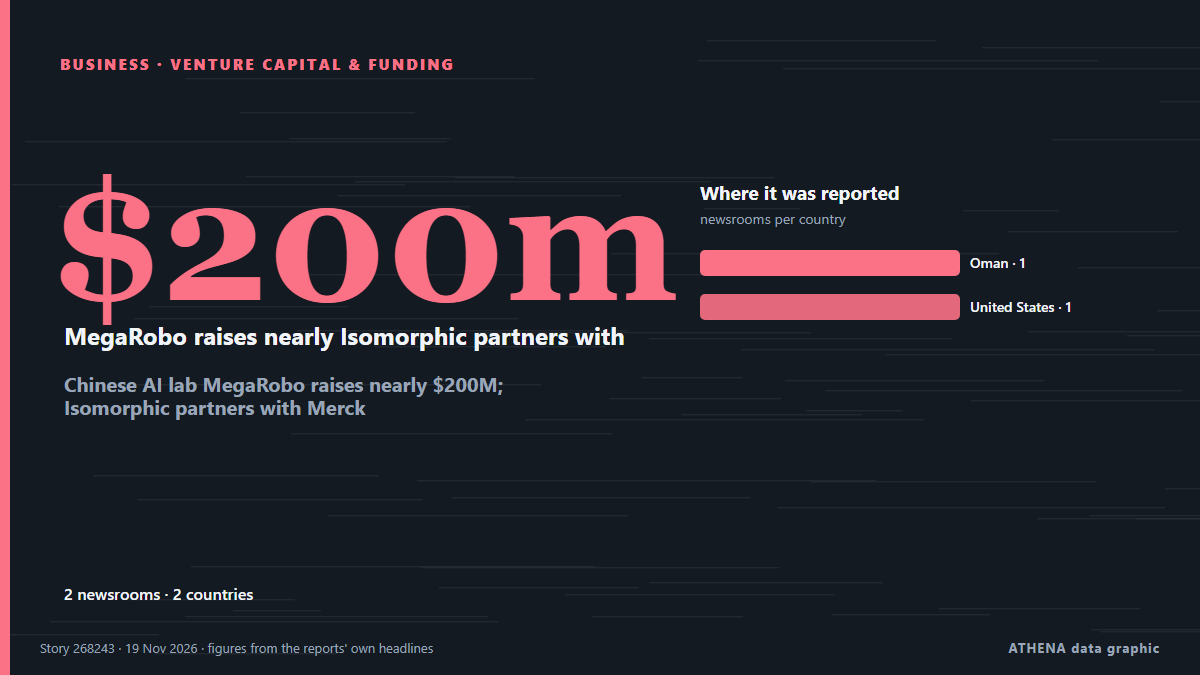 BUSINESS · VENTURE CAPITAL & FUNDING
$200m
MegaRobo raises nearly Isomorphic partners with
Chinese AI lab MegaRobo raises nearly $200M;
Isomorphic partners with Merck
Where it was reported
newsrooms per country
Oman · 1
United States · 1
2 newsrooms · 2 countries
Story 268243 · 19 Nov 2026 · figures from the reports' own headlines
ATHENA data graphic